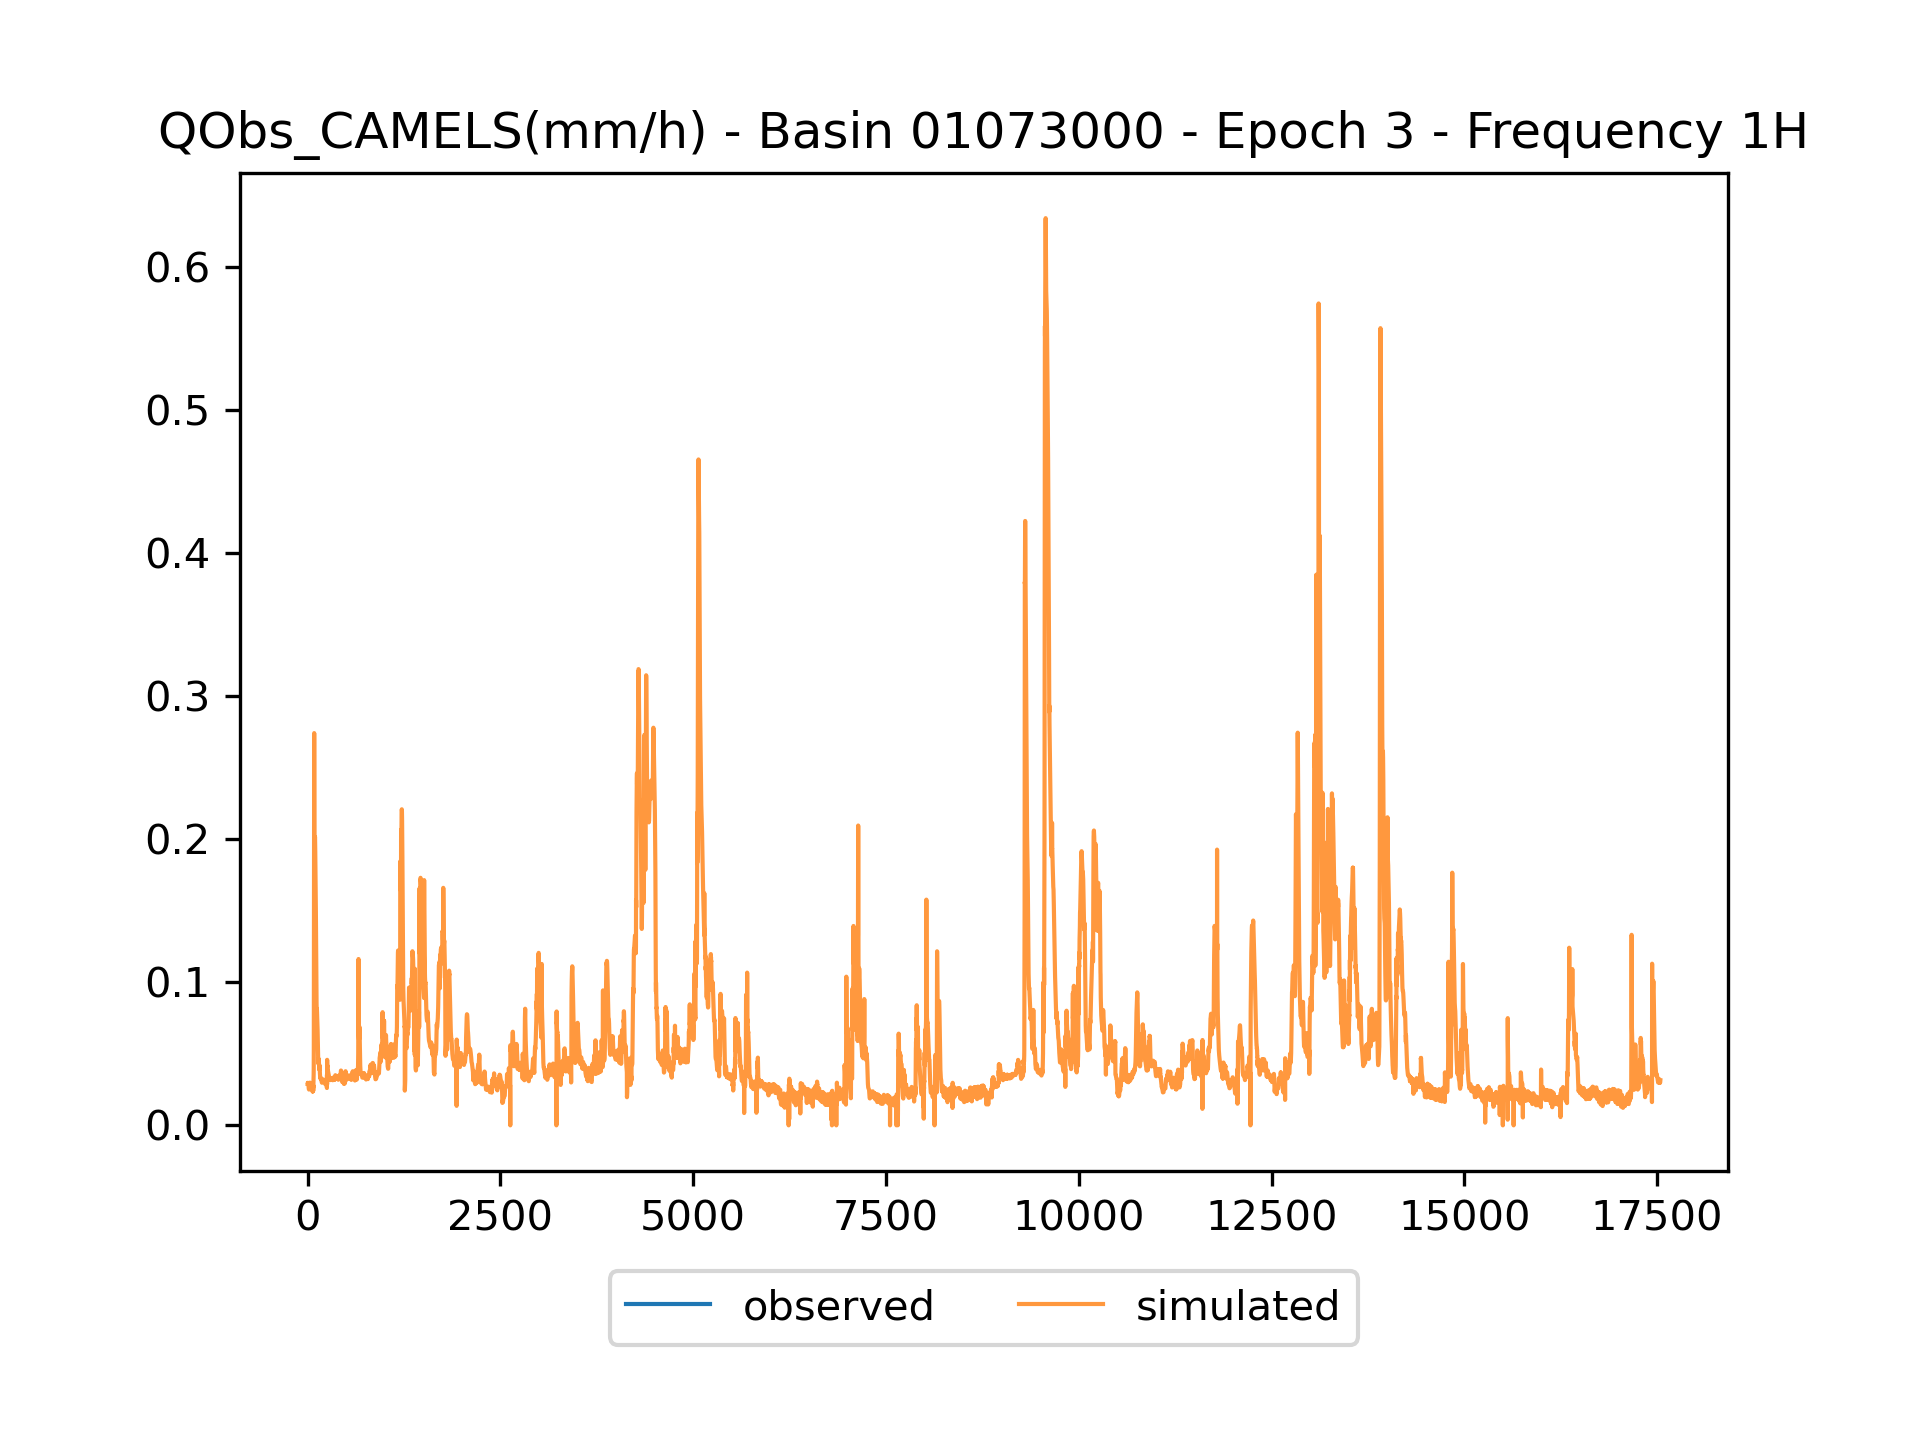 QObs_CAMELS(mm/h) - Basin 01073000 - Epoch 3 - Frequency 1H
0.6
0.5
0.4
0.3
0.2
0.1
0.0
0 2500 5000 7500 10000 12500 15000 17500
observed simulated